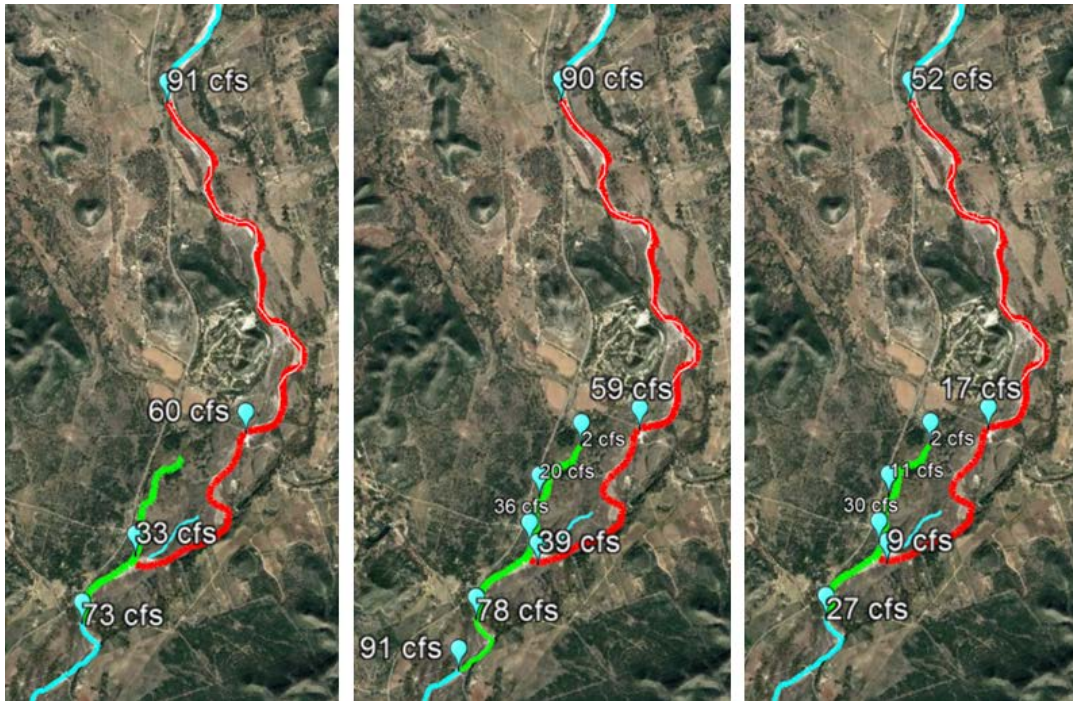 91 cfs
60 cfs
33 cfs
73 cfs
90 cfs
59 cfs
2 cfs
20 cfs
36 cfs
39 cfs
78 cfs
91 cfs
52 cfs
17 cfs
2 cfs
11 cfs
30 cfs
9 cfs
27 cfs